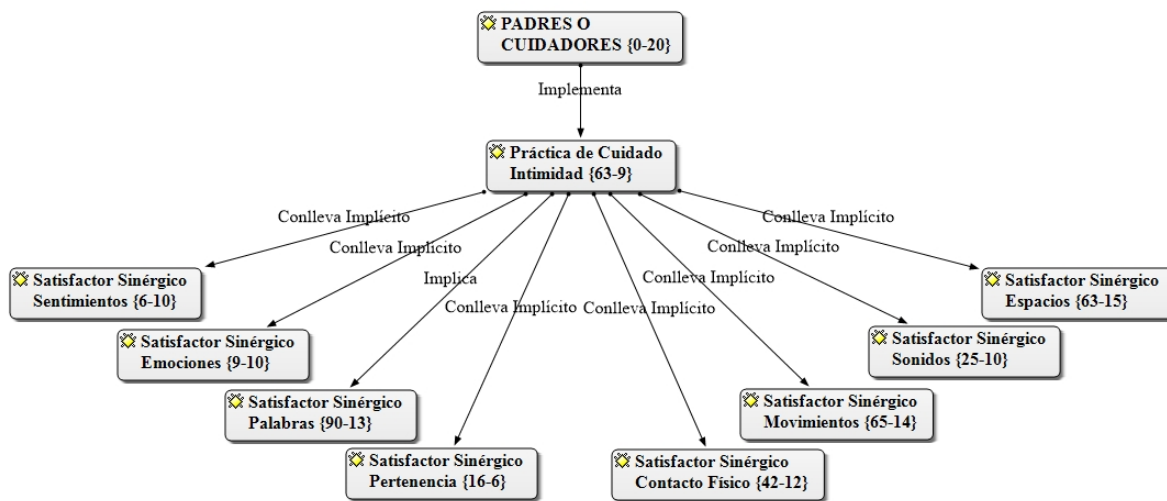 PADRES O
CUIDADORES {0-20}
Implementa
Práctica de Cuidado
Intimidad {63-9}
Conlleva Implícito
Conlleva Implícito
Conlleva Implícito
Conlleva Implícito
Implica
Conlleva Implícito
Conlleva Implícito
Conlleva Implícito
Satisfactor Sinérgico
Sentimientos {6-10}
Satisfactor Sinérgico
Espacios {63-15}
Satisfactor Sinérgico
Emociones {9-10}
Satisfactor Sinérgico
Sonidos {25-10}
Satisfactor Sinérgico
Palabras {90-13}
Satisfactor Sinérgico
Movimientos {65-14}
Satisfactor Sinérgico
Pertenencia {16-6}
Satisfactor Sinérgico
Contacto Físico {42-12}